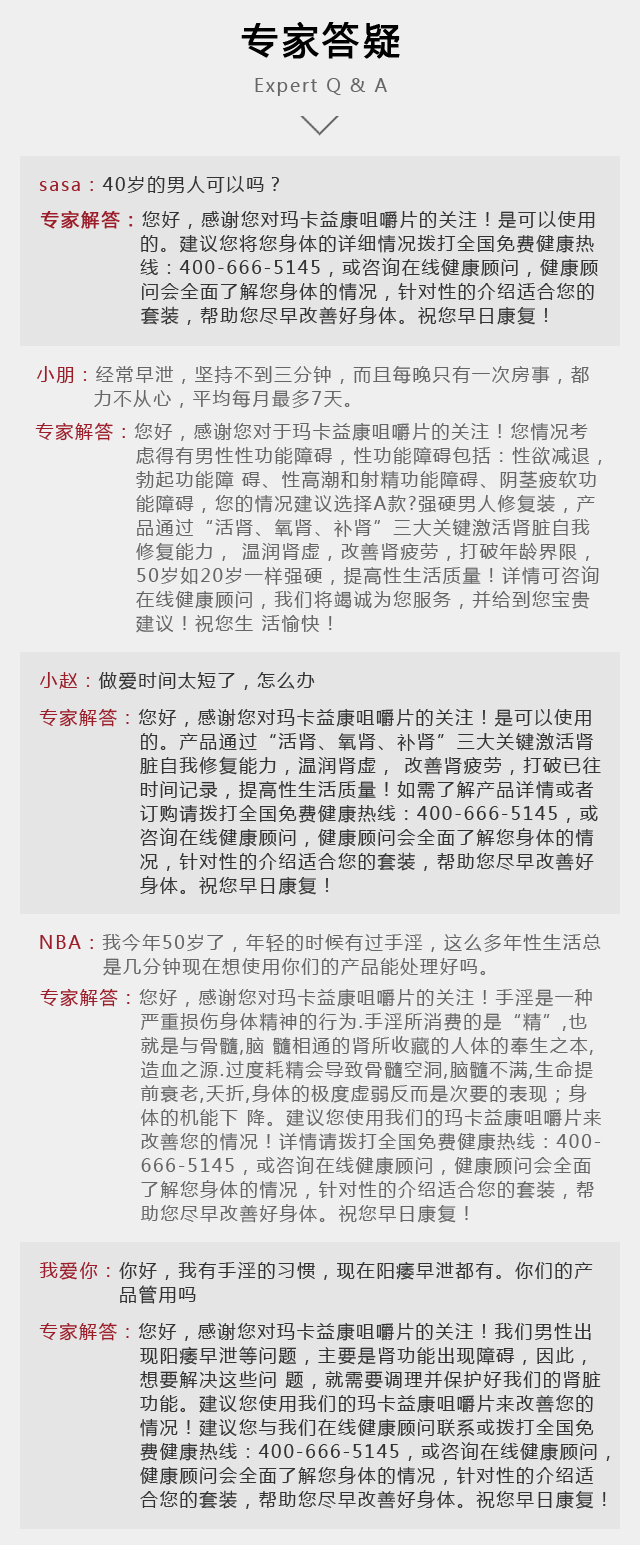 专家答疑
Expert Q & A
sasa：40岁的男人可以吗？
专家解答：您好，感谢您对玛卡益康咀嚼片的关注！是可以使用
的。建议您将您身体的详细情况拨打全国免费健康热
线：400-666-5145，或咨询在线健康顾问，健康顾
问会全面了解您身体的情况，针对性的介绍适合您的
套装，帮助您尽早改善好身体。祝您早日康复！
小朋：经常早泄，坚持不到三分钟，而且每晚只有一次房事，都
力不从心，平均每月最多7天。
专家解答：您好，感谢您对于玛卡益康咀嚼片的关注！您情况考
虑得有男性性功能障碍，性功能障碍包括：性欲减退，
勃起功能障 碍、性高潮和射精功能障碍、阴茎疲软功
能障碍，您的情况建议选择A款?强硬男人修复装，产
品通过“活肾、氧肾、补肾”三大关键激活肾脏自我
修复能力， 温润肾虚，改善肾疲劳，打破年龄界限，
50岁如20岁一样强硬，提高性生活质量！详情可咨询
在线健康顾问，我们将竭诚为您服务，并给到您宝贵
建议！祝您生 活愉快！
小赵：做爱时间太短了，怎么办
专家解答：您好，感谢您对玛卡益康咀嚼片的关注！是可以使用
的。产品通过“活肾、氧肾、补肾”三大关键激活肾
脏自我修复能力，温润肾虚， 改善肾疲劳，打破已往
时间记录，提高性生活质量！如需了解产品详情或者
订购请拨打全国免费健康热线：400-666-5145，或
咨询在线健康顾问，健康顾问会全面了解您身体的情
况，针对性的介绍适合您的套装，帮助您尽早改善好
身体。祝您早日康复！
NBA：我今年50岁了，年轻的时候有过手淫，这么多年性生活总
是几分钟现在想使用你们的产品能处理好吗。
专家解答：您好，感谢您对玛卡益康咀嚼片的关注！手淫是一种
严重损伤身体精神的行为.手淫所消费的是“精”,也
就是与骨髓,脑 髓相通的肾所收藏的人体的奉生之本,
造血之源.过度耗精会导致骨髓空洞,脑髓不满,生命提
前衰老,夭折,身体的极度虚弱反而是次要的表现；身
体的机能下 降。建议您使用我们的玛卡益康咀嚼片来
改善您的情况！详情请拨打全国免费健康热线：400-
666-5145，或咨询在线健康顾问，健康顾问会全面
了解您身体的情况，针对性的介绍适合您的套装，帮
助您尽早改善好身体。祝您早日康复！
我爱你：你好，我有手淫的习惯，现在阳痿早泄都有。你们的产
品管用吗
专家解答：您好，感谢您对玛卡益康咀嚼片的关注！我们男性出
现阳痿早泄等问题，主要是肾功能出现障碍，因此，
想要解决这些问 题，就需要调理并保护好我们的肾脏
功能。建议您使用我们的玛卡益康咀嚼片来改善您的
情况！建议您与我们在线健康顾问联系或拨打全国免
费健康热线：400-666-5145，或咨询在线健康顾问，
健康顾问会全面了解您身体的情况，针对性的介绍适
合您的套装，帮助您尽早改善好身体。祝您早日康复！